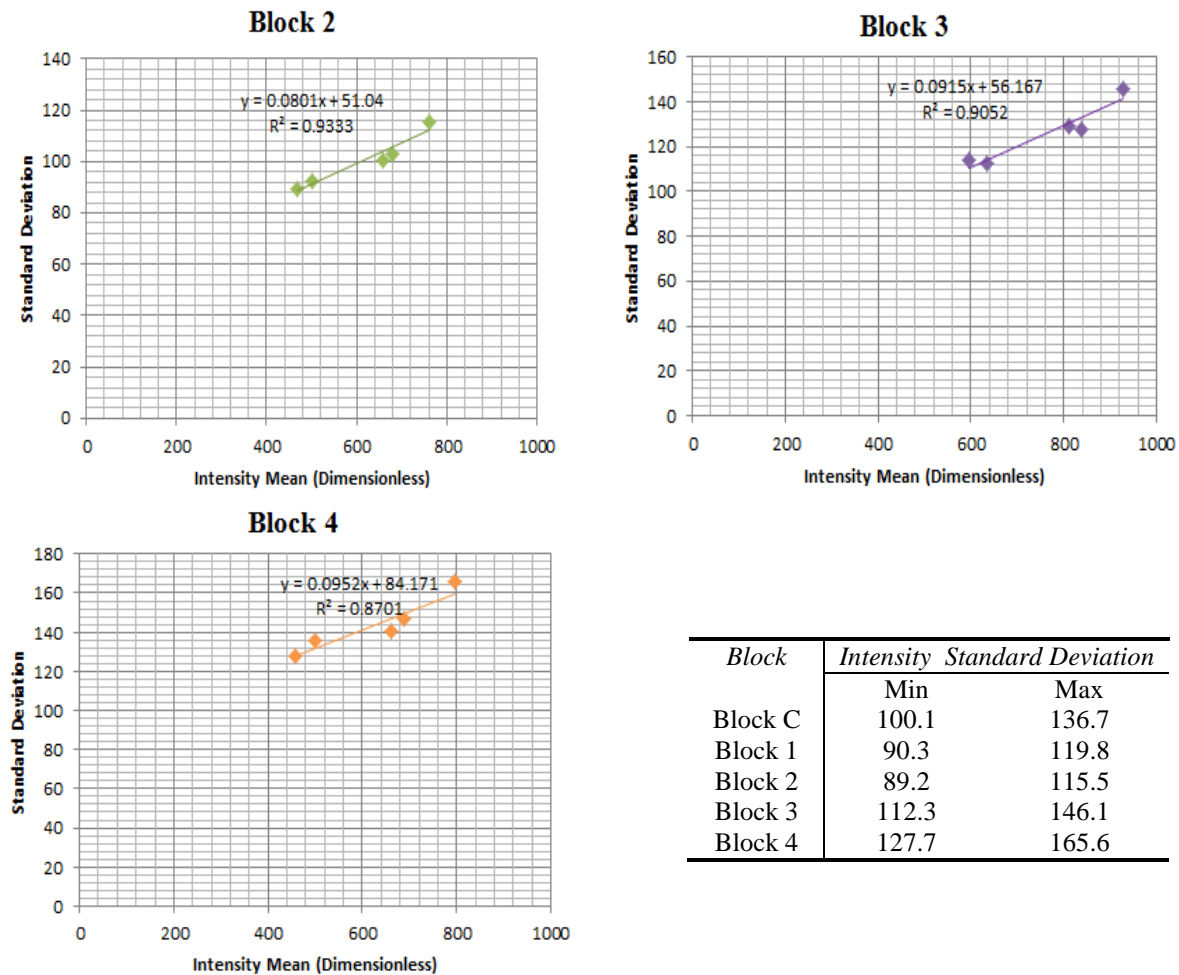 Block 2
140
120
100
80
60
40
20
0
y = 0.0801x + 51.04
R² = 0.9333
Standard Deviation
0 200 400 600 800 1000
Intensity Mean (Dimensionless)
Block 3
160
140
120
100
80
60
40
20
0
y = 0.0915x + 56.167
R² = 0.9052
Standard Deviation
0 200 400 600 800 1000
Intensity Mean (Dimensionless)
Block 4
180
160
140
120
100
80
60
40
20
0
y = 0.0952x + 84.171
R² = 0.8701
Standard Deviation
0 200 400 600 800 1000
Intensity Mean (Dimensionless)
Block Intensity Standard Deviation
Min Max
Block C 100.1 136.7
Block 1 90.3 119.8
Block 2 89.2 115.5
Block 3 112.3 146.1
Block 4 127.7 165.6